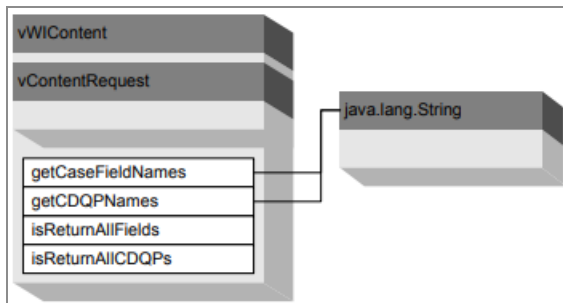 vWIContent
vContentRequest
java.lang.String
getCaseFieldNames
getCDQPNames
isReturnAllFields
isReturnAllCDQPs